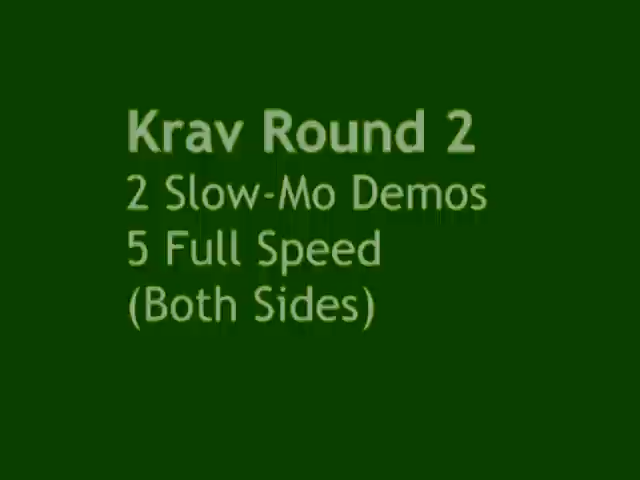 Krav Round 2
2 Slow-Mo Demos
5 Full Speed
(Both Sides)